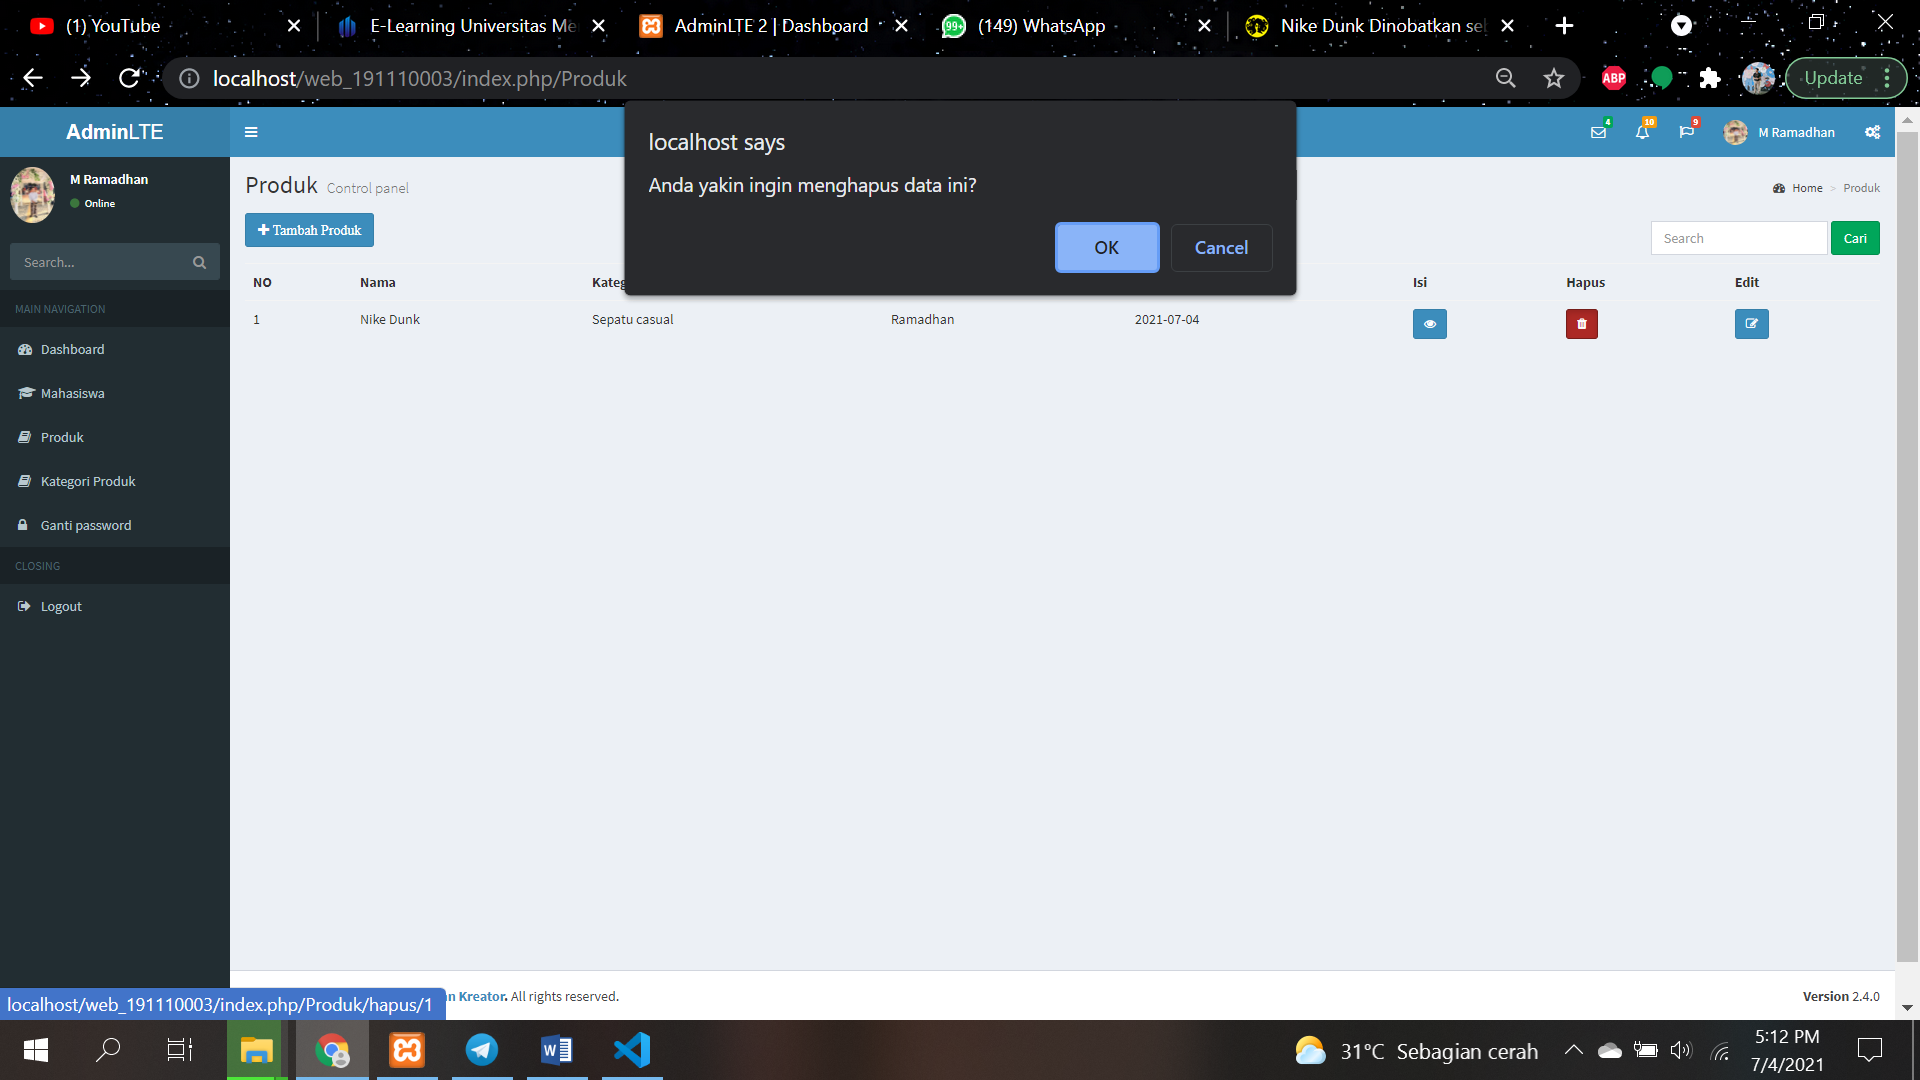 (1) YouTube
E-Learning Universitas Me
AdminLTE 2 | Dashboard
99+
(149) WhatsApp
Nike Dunk Dinobatkan sel
localhost/web_191110003/index.php/Produk
ABP
Update
AdminLTE
localhost says
Anda yakin ingin menghapus data ini?
OK
Cancel
4
10
9
M Ramadhan
M Ramadhan
Online
Produk Control panel
Home > Produk
Tambah Produk
Search
Cari
Search...
NO
Nama
Kateg
Isi
Hapus
Edit
1
Nike Dunk
Sepatu casual
Ramadhan
2021-07-04
MAIN NAVIGATION
Dashboard
Mahasiswa
Produk
Kategori Produk
Ganti password
CLOSING
Logout
n Kreator. All rights reserved.
Version 2.4.0
localhost/web_191110003/index.php/Produk/hapus/1
31°C Sebagian cerah
5:12 PM
7/4/2021